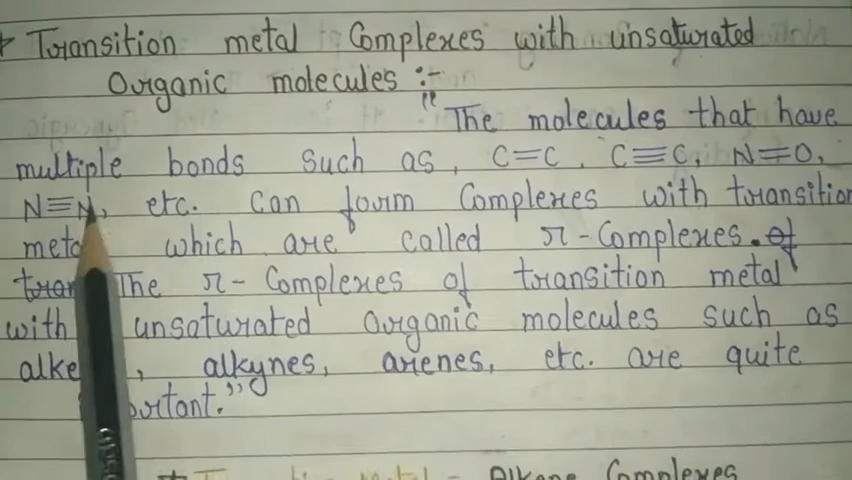 Transition metal Complexes with unsaturated
Organic molecules :-
"The molecules that have
multiple bonds such as, C=C, C≡C, N=O,
N≡N, etc. can form Complexes with transition
which are called π-Complexes.
The π-Complexes of transition metal
with unsaturated Organic molecules such as
alkynes, arenes, etc. are quite
"
Complexes